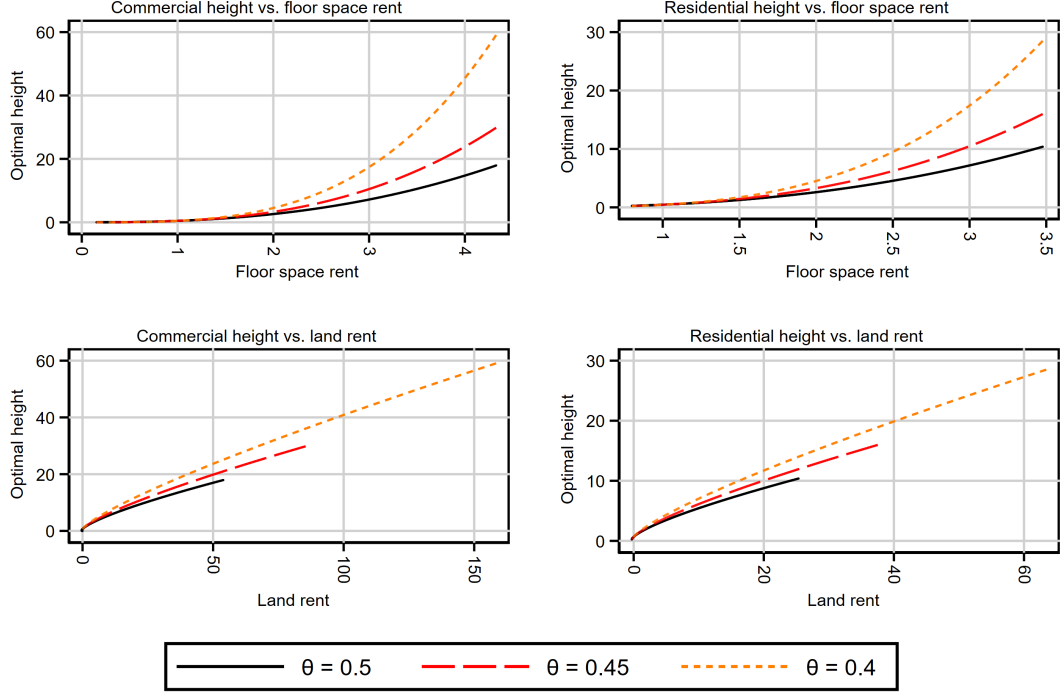 Commercial height vs. floor space rent
Optimal height
60
40
20
0
0
1
2
3
4
Floor space rent
Residential height vs. floor space rent
Optimal height
30
20
10
0
1
1.5
2
2.5
3
3.5
Floor space rent
Commercial height vs. land rent
Optimal height
60
40
20
0
0
50
100
150
Land rent
Residential height vs. land rent
Optimal height
30
20
10
0
0
20
40
60
Land rent
θ = 0.5
θ = 0.45
θ = 0.4